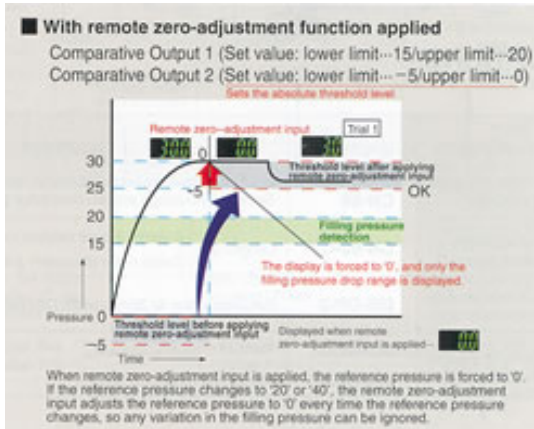 ■ With remote zero-adjustment function applied
Comparative Output 1 (Set value: lower limit···15/upper limit···20)
Comparative Output 2 (Set value: lower limit···−5/upper limit···0)
Sets the absolute threshold level
Remote zero-adjustment input
Trial 1
300
0
00
30
30
Threshold level after applying
remote zero-adjustment input
25
−5
OK
20
Filling pressure
detection
15
The display is forced to '0', and only the
filling pressure drop range is displayed.
Pressure 0
Threshold level before applying
remote zero-adjustment input
Displayed when remote
zero-adjustment input is applied···
00
−5
Time
When remote zero-adjustment input is applied, the reference pressure is forced to '0'.
If the reference pressure changes to '20' or '40', the remote zero-adjustment
input adjusts the reference pressure to '0' every time the reference pressure
changes, so any variation in the filling pressure can be ignored.